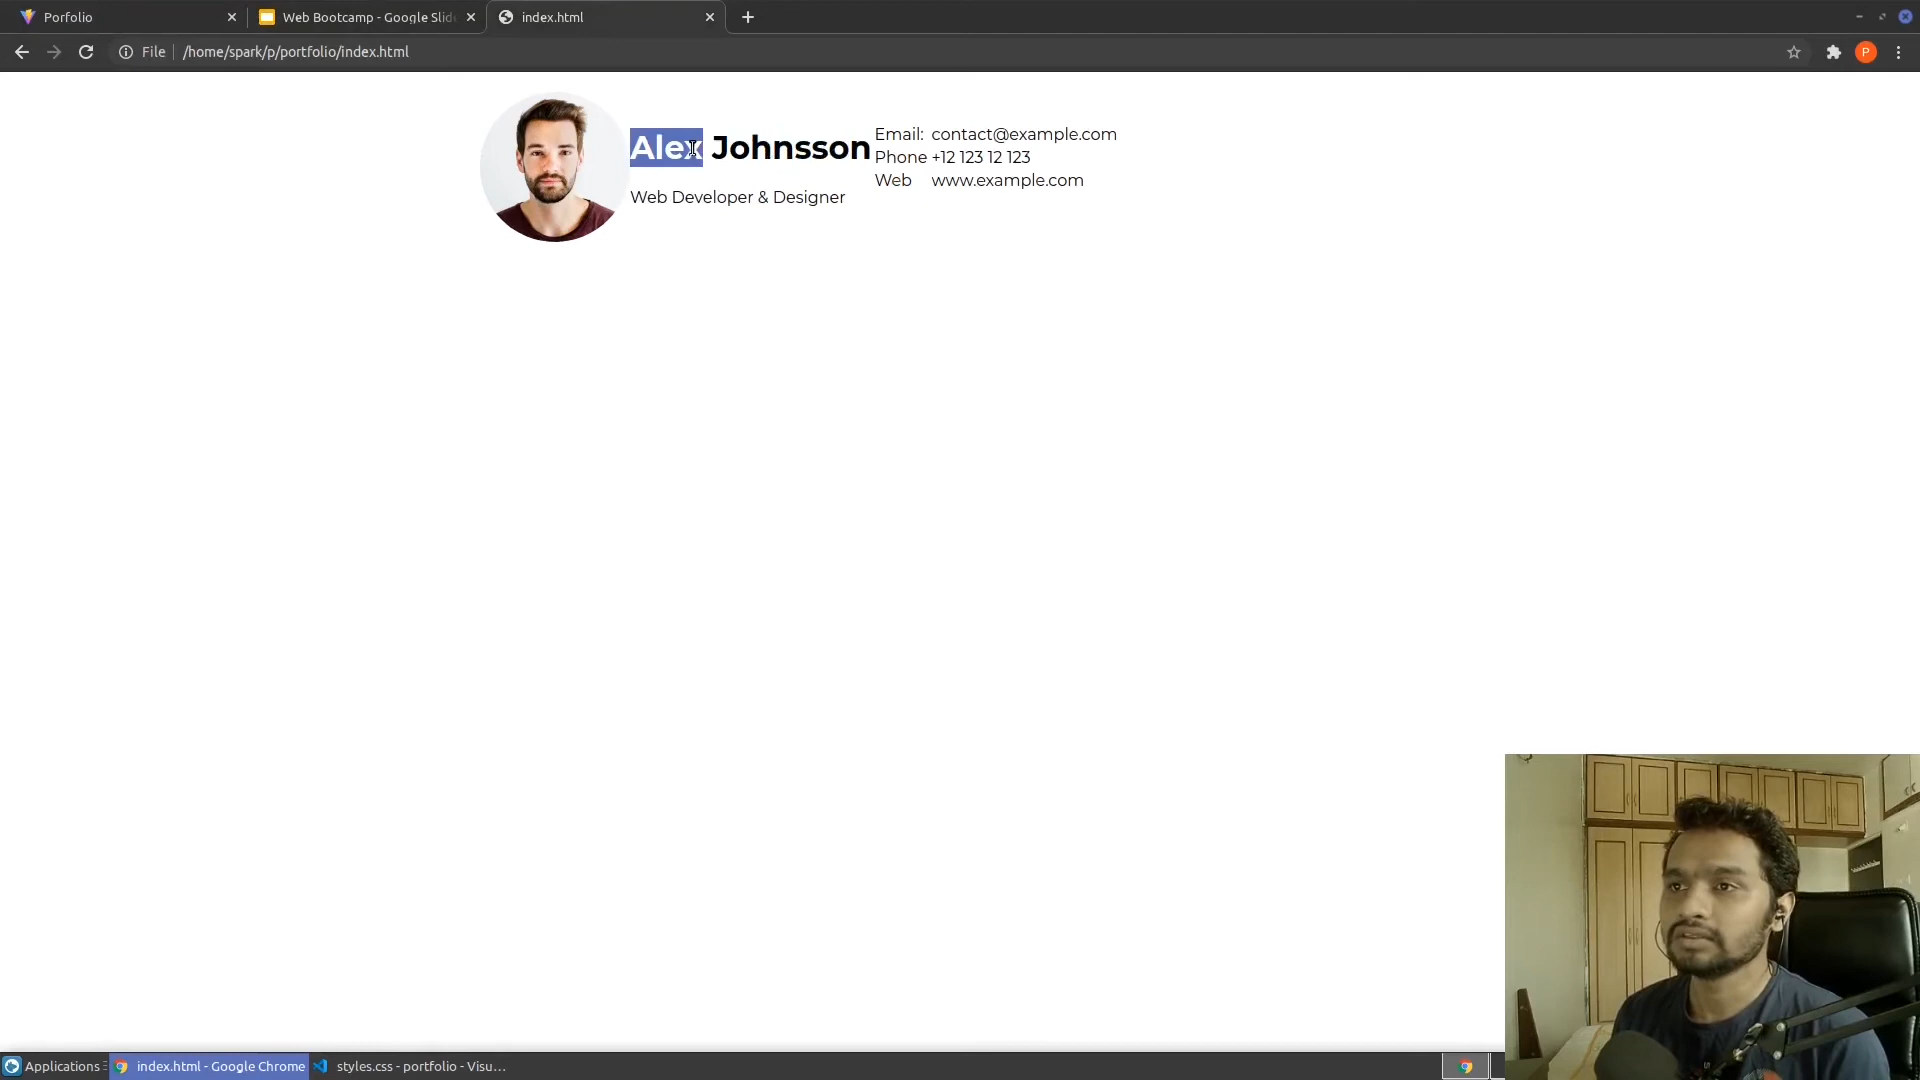 Porfolio
Web Bootcamp - Google Slid
index.html
File
/home/spark/p/portfolio/index.html
P
Alex Johnsson
Web Developer & Designer
Email: contact@example.com
Phone +12 123 12 123
Web www.example.com
Applications
index.html - Google Chrome
styles.css - portfolio - Visu...